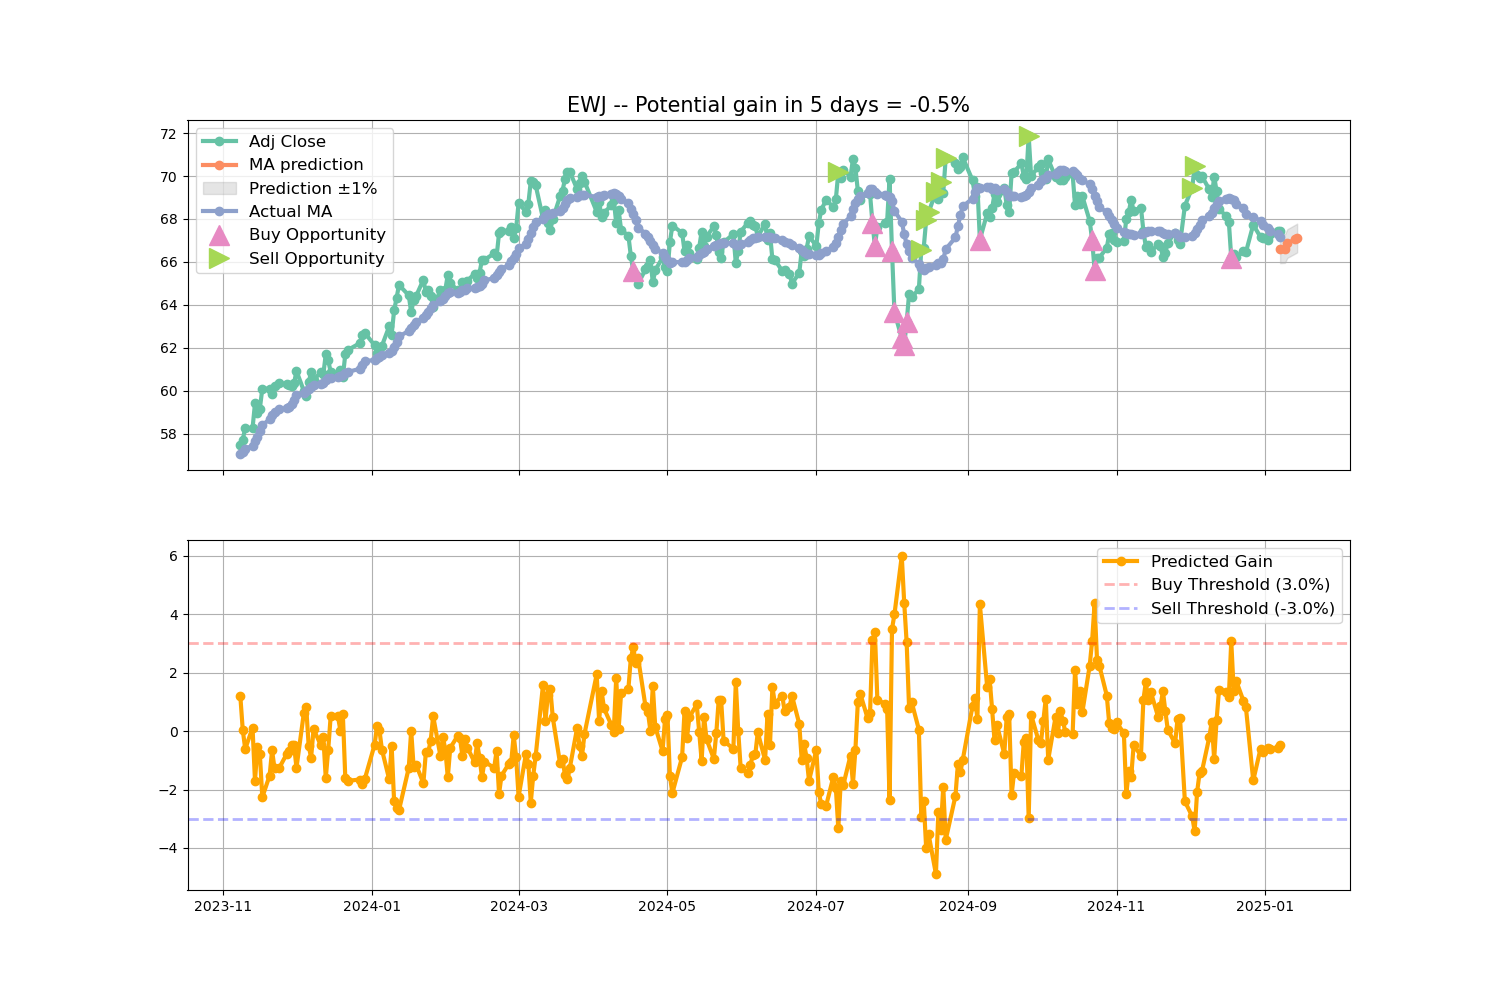 EWJ -- Potential gain in 5 days = -0.5%
72
70
68
66
64
62
60
58
Adj Close
MA prediction
Prediction ±1%
Actual MA
Buy Opportunity
Sell Opportunity
6
4
2
0
−2
−4
Predicted Gain
Buy Threshold (3.0%)
Sell Threshold (-3.0%)
2023-11
2024-01
2024-03
2024-05
2024-07
2024-09
2024-11
2025-01